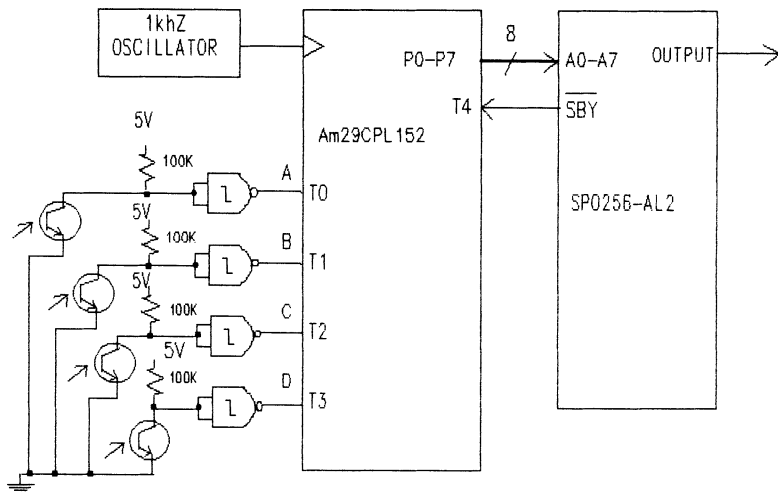 1khZ
OSCILLATOR
P0-P7
8
A0-A7
OUTPUT
T4
SBY
5V
Am29CPL152
100K
A
T0
SPO256-AL2
5V
100K
B
T1
5V
100K
C
T2
5V
100K
D
T3